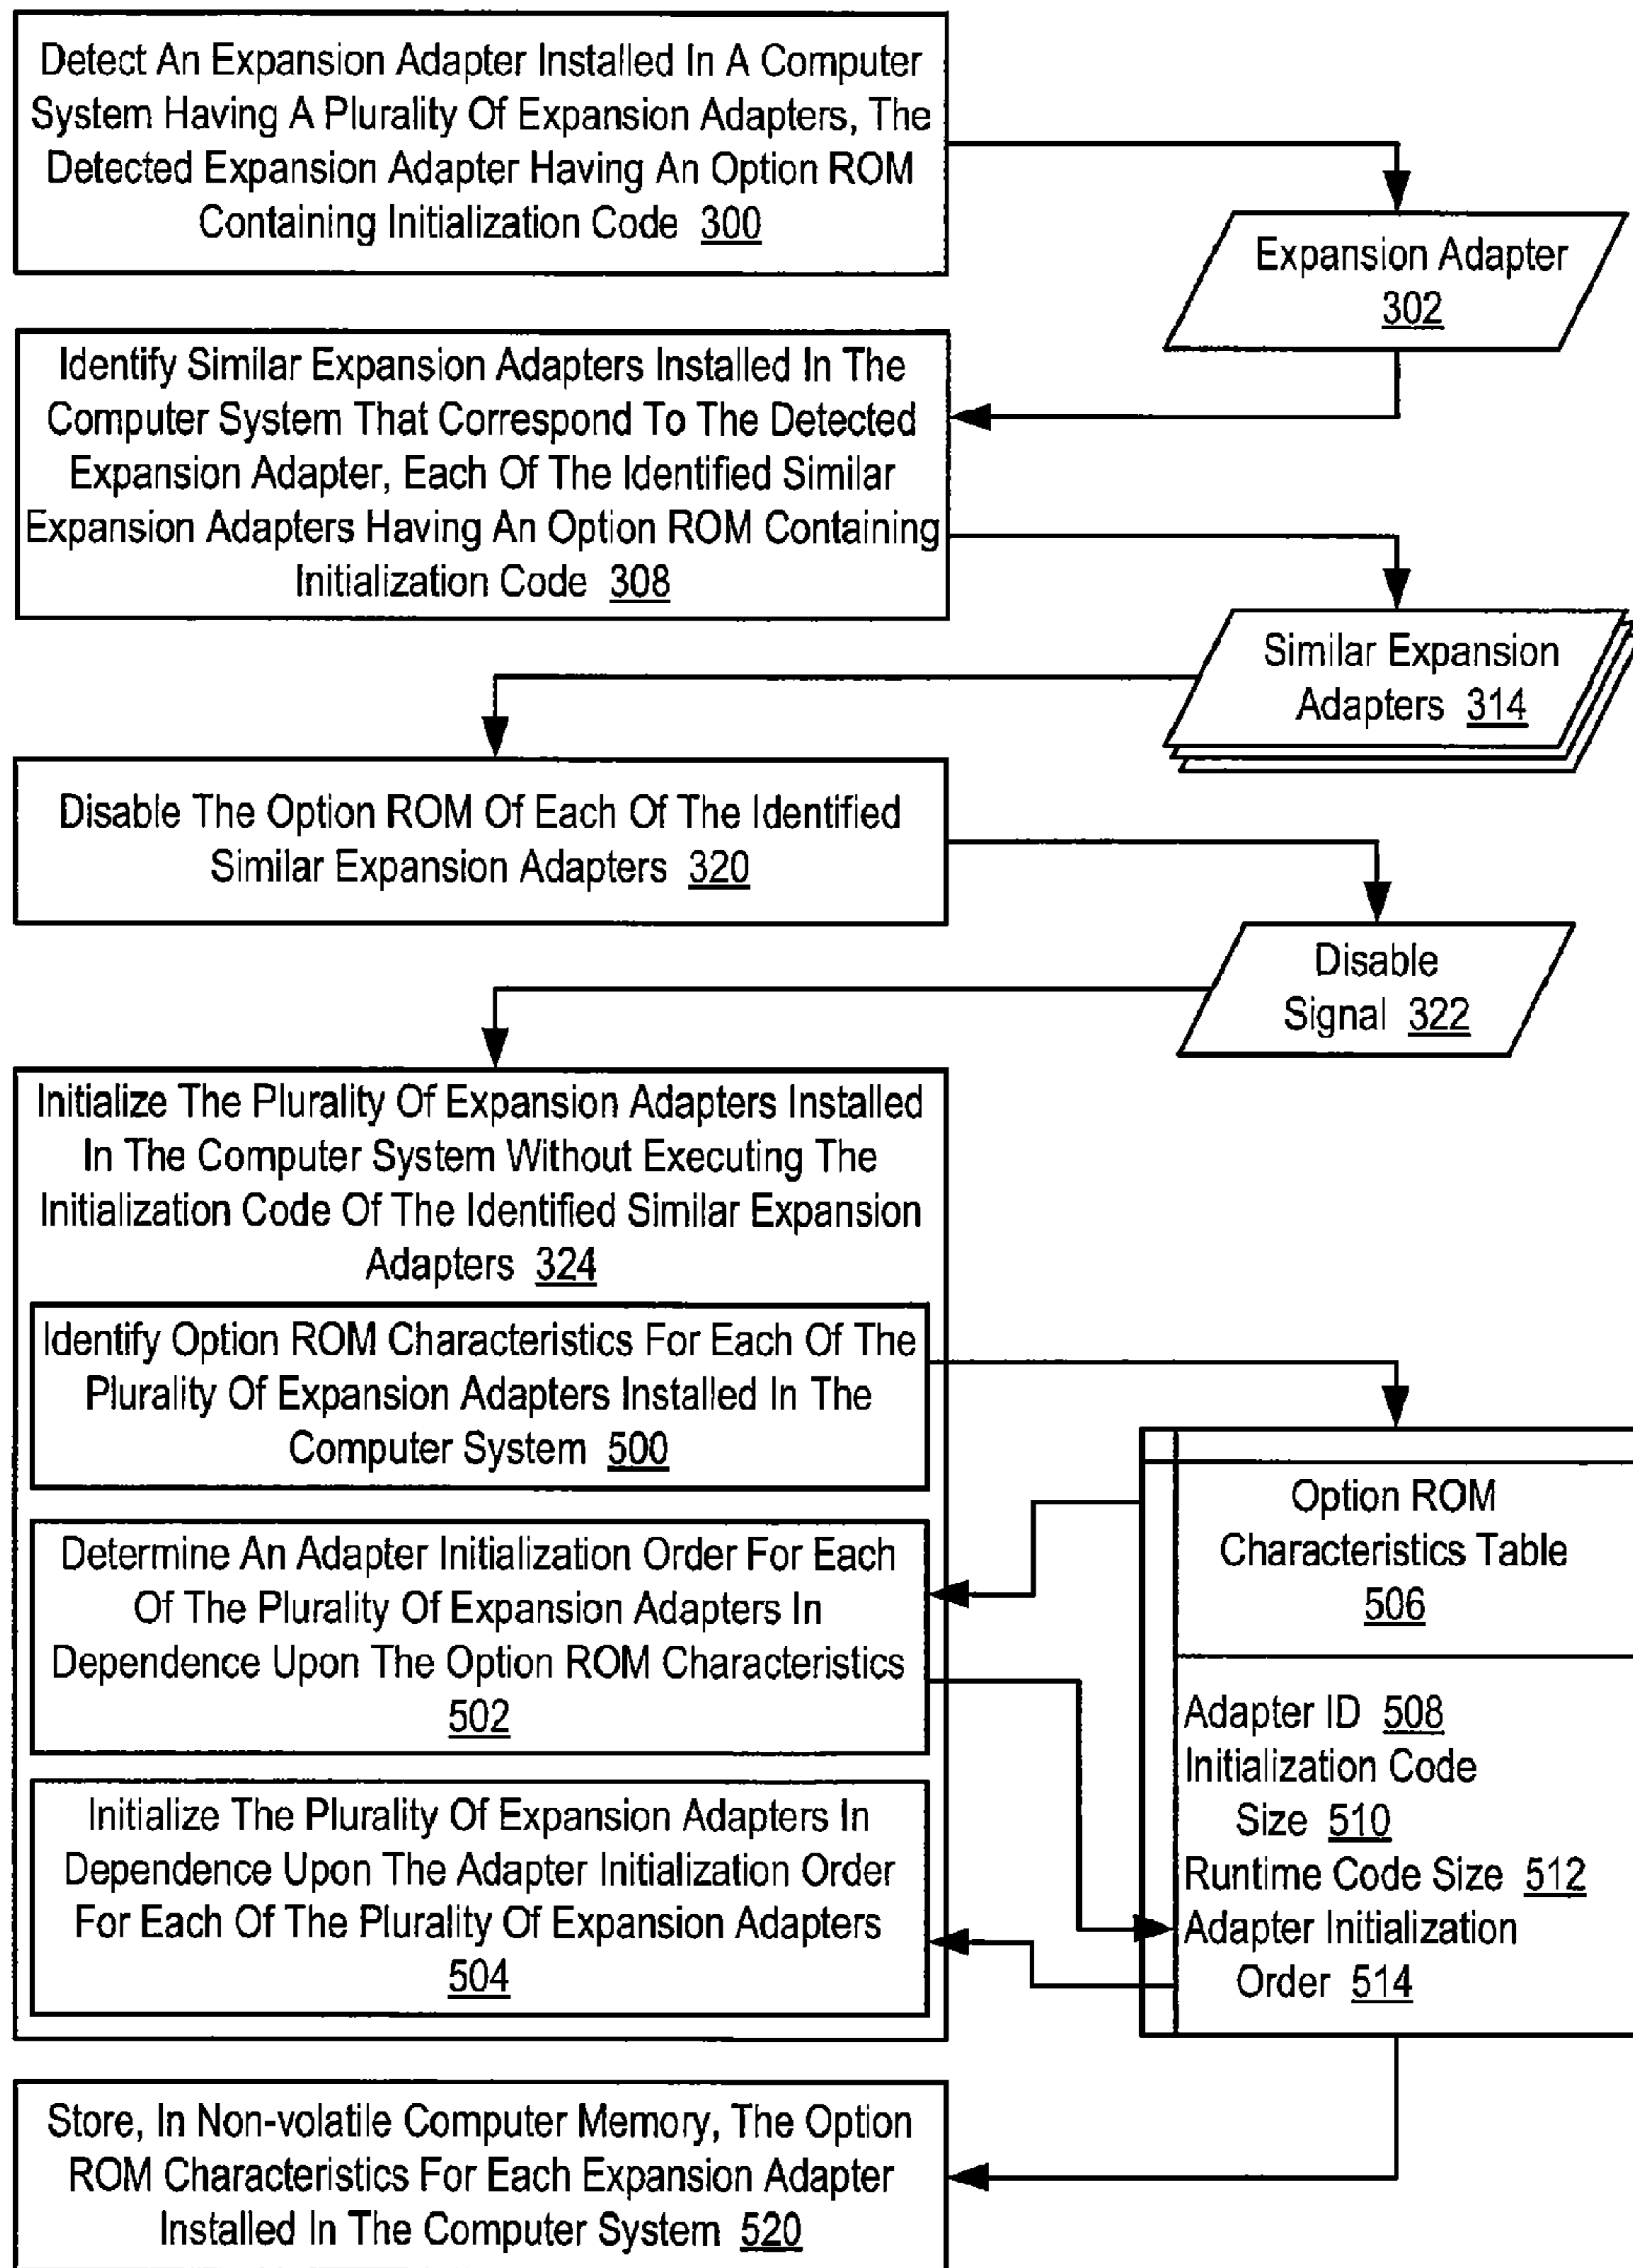 Detect An Expansion Adapter Installed In A Computer
System Having A Plurality Of Expansion Adapters, The
Detected Expansion Adapter Having An Option ROM
Containing Initialization Code 300
Expansion Adapter
302
Identify Similar Expansion Adapters Installed In The
Computer System That Correspond To The Detected
Expansion Adapter, Each Of The Identified Similar
Expansion Adapters Having An Option ROM Containing
Initialization Code 308
Similar Expansion
Adapters 314
Disable The Option ROM Of Each Of The Identified
Similar Expansion Adapters 320
Disable
Signal 322
Initialize The Plurality Of Expansion Adapters Installed
In The Computer System Without Executing The
Initialization Code Of The Identified Similar Expansion
Adapters 324
Identify Option ROM Characteristics For Each Of The
Plurality Of Expansion Adapters Installed In The
Computer System 500
Determine An Adapter Initialization Order For Each
Of The Plurality Of Expansion Adapters In
Dependence Upon The Option ROM Characteristics
502
Initialize The Plurality Of Expansion Adapters In
Dependence Upon The Adapter Initialization Order
For Each Of The Plurality Of Expansion Adapters
504
Option ROM
Characteristics Table
506
Adapter ID 508
Initialization Code
Size 510
Runtime Code Size 512
Adapter Initialization
Order 514
Store, In Non-volatile Computer Memory, The Option
ROM Characteristics For Each Expansion Adapter
Installed In The Computer System 520